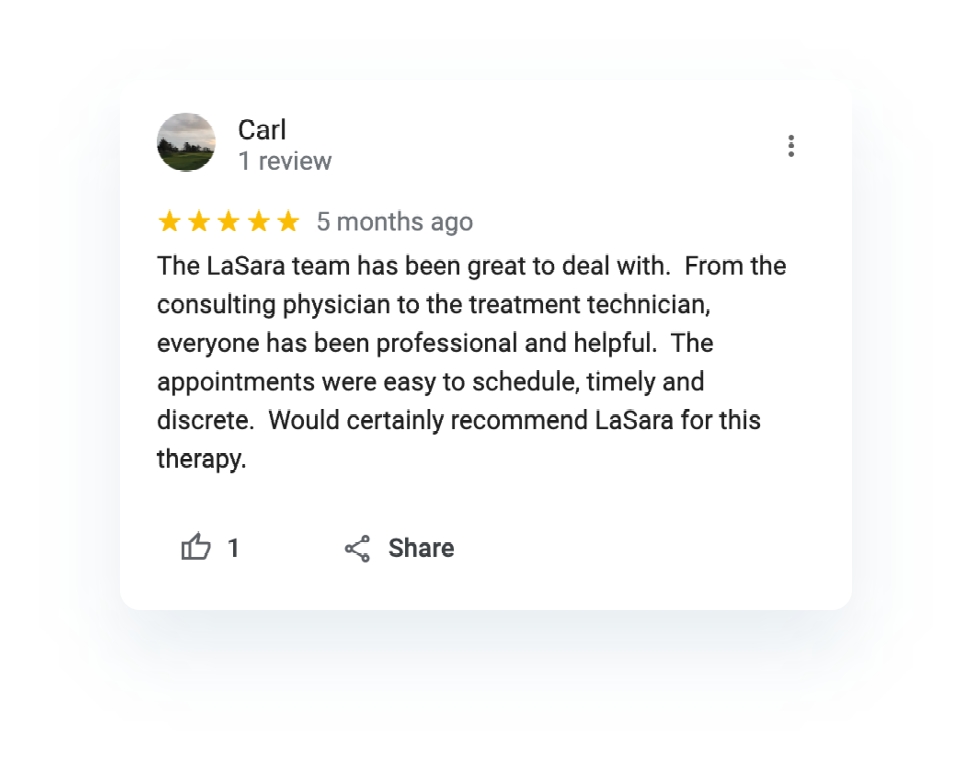 Carl
1 review
5 months ago
The LaSara team has been great to deal with.  From the
consulting physician to the treatment technician,
everyone has been professional and helpful.  The
appointments were easy to schedule, timely and
discrete.  Would certainly recommend LaSara for this
therapy.
1
Share